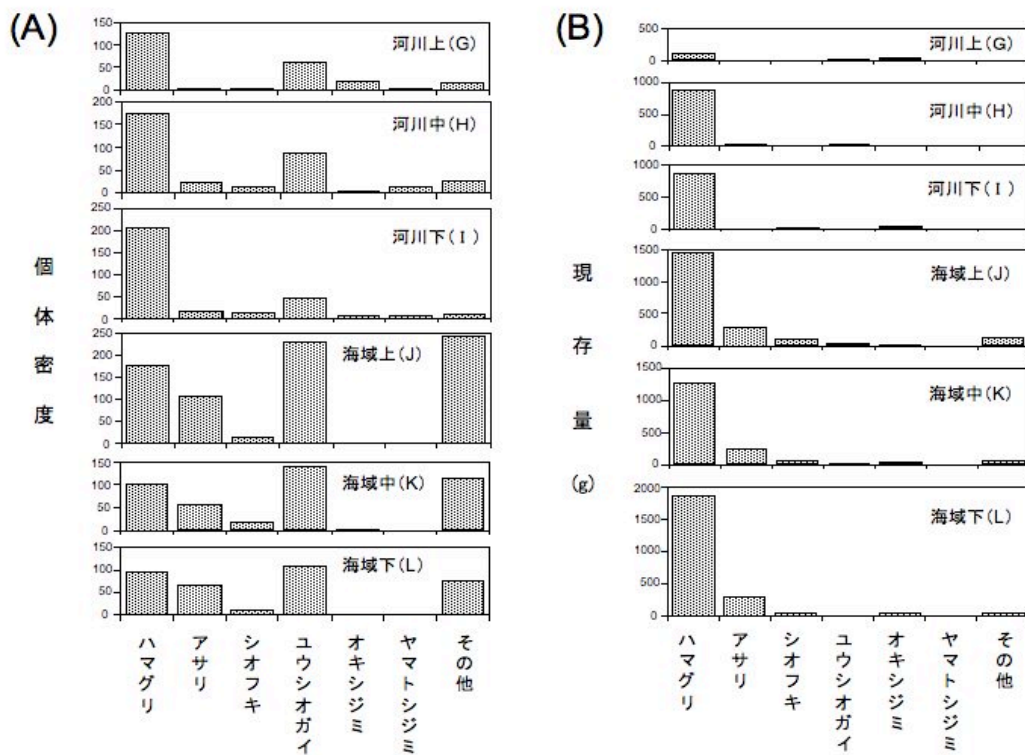 (A)
150
100
50
0
河川上(G)
200
150
100
50
0
河川中(H)
250
200
150
100
50
0
河川下(I)
250
200
150
100
50
0
海域上(J)
150
100
50
0
海域中(K)
150
100
50
0
海域下(L)
個体密度
ハマグリ
アサリ
シオフキ
ユウシオガイ
オキシジミ
ヤマトシジミ
その他
(B)
500
0
河川上(G)
1000
500
0
河川中(H)
1000
500
0
河川下(I)
1500
1000
500
0
海域上(J)
1500
1000
500
0
海域中(K)
2000
1500
1000
500
0
海域下(L)
現存量(g)
ハマグリ
アサリ
シオフキ
ユウシオガイ
オキシジミ
ヤマトシジミ
その他